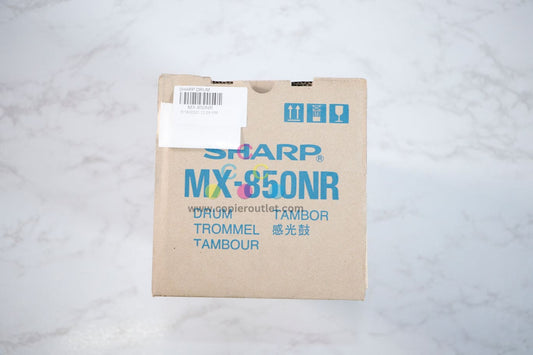 SHARP DRUM
MX-850NR
SHARP®
MX-850NR
www.copieroutlet.com
DRUM TAMBOR
TROMMEL 感光鼓
TAMBOUR